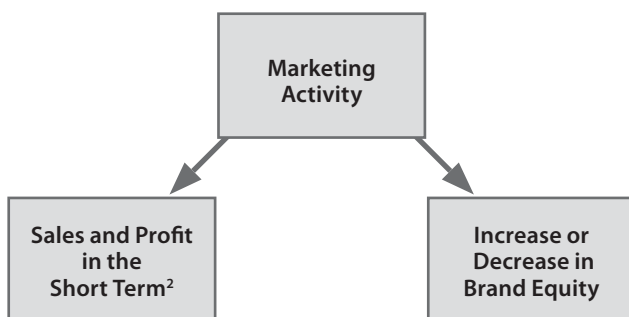 Marketing
Activity
Sales and Profit
in the
Short Term²
Increase or
Decrease in
Brand Equity